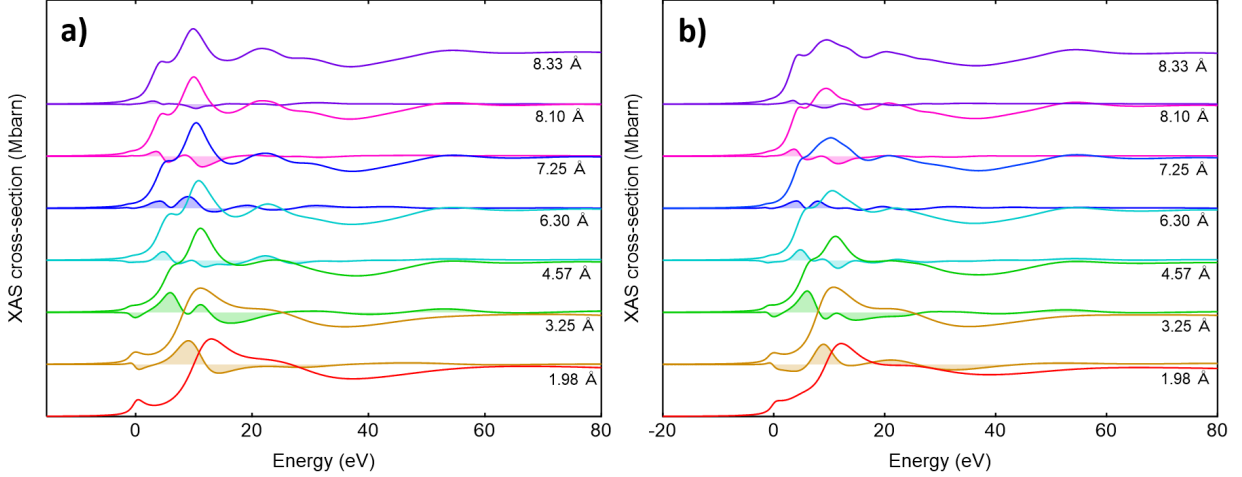 a)
XAS cross-section (Mbarn)
8.33 Å
8.10 Å
7.25 Å
6.30 Å
4.57 Å
3.25 Å
1.98 Å
0 20 40 60 80
Energy (eV)
b)
XAS cross-section (Mbarn)
8.33 Å
8.10 Å
7.25 Å
6.30 Å
4.57 Å
3.25 Å
1.98 Å
-20 0 20 40 60 80
Energy (eV)